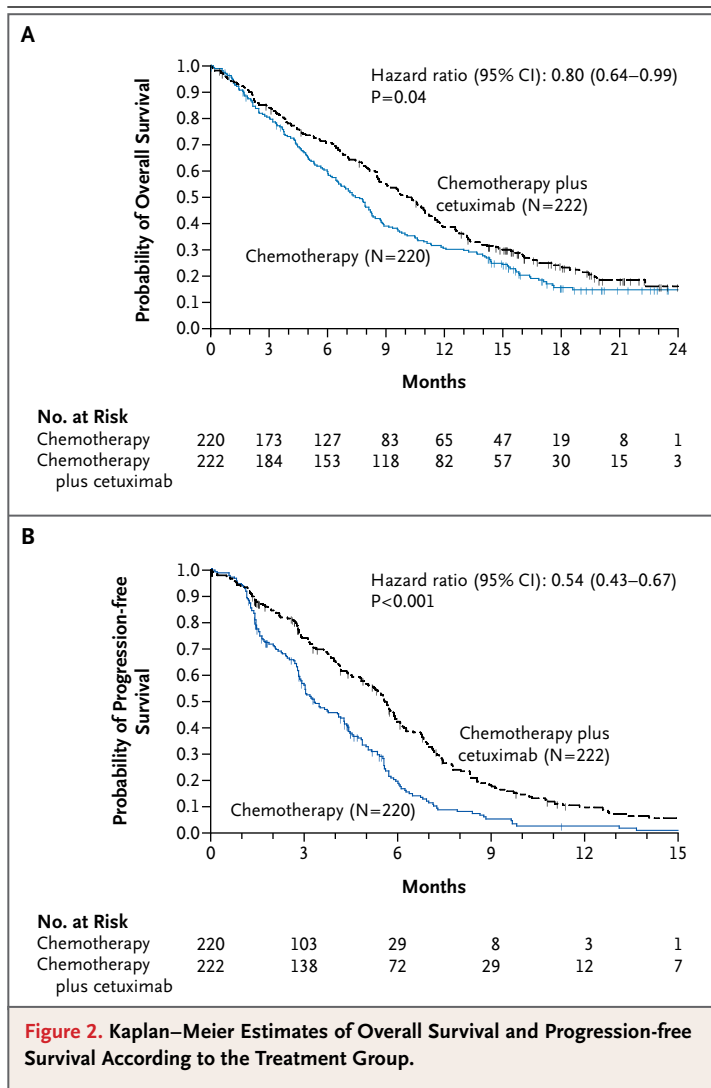 A
Hazard ratio (95% CI): 0.80 (0.64–0.99)
P=0.04
Probability of Overall Survival
1.0
0.9
0.8
0.7
0.6
0.5
0.4
0.3
0.2
0.1
0.0
Chemotherapy plus
cetuximab (N=222)
Chemotherapy (N=220)
0 3 6 9 12 15 18 21 24
Months
No. at Risk
Chemotherapy 220 173 127 83 65 47 19 8 1
Chemotherapy 222 184 153 118 82 57 30 15 3
plus cetuximab
B
Hazard ratio (95% CI): 0.54 (0.43–0.67)
P<0.001
Probability of Progression-free
Survival
1.0
0.9
0.8
0.7
0.6
0.5
0.4
0.3
0.2
0.1
0.0
Chemotherapy plus
cetuximab (N=222)
Chemotherapy (N=220)
0 3 6 9 12 15
Months
No. at Risk
Chemotherapy 220 103 29 8 3 1
Chemotherapy 222 138 72 29 12 7
plus cetuximab
Figure 2. Kaplan–Meier Estimates of Overall Survival and Progression-free
Survival According to the Treatment Group.